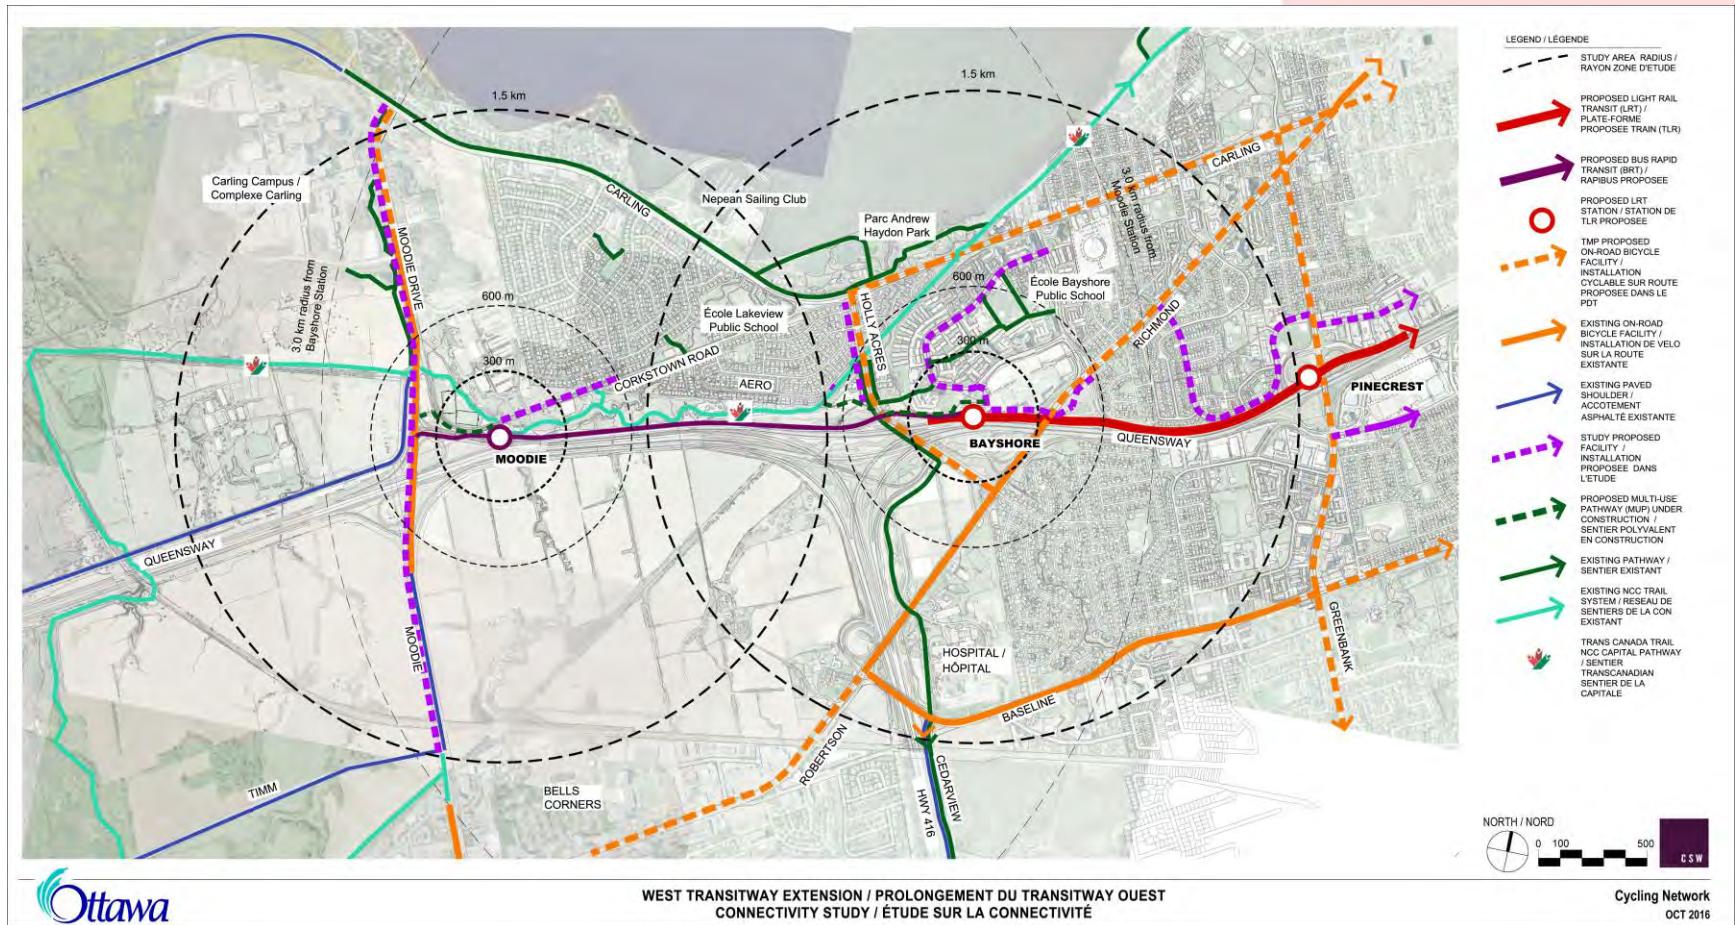 1.5 km
1.5 km
Carling Campus /
Complexe Carling
CARLING
Nepean Sailing Club
Parc Andrew
Haydon Park
CARLING
3.0 km radius from
Moodie Station
MOODIE DRIVE
3.0 km radius from
Bayshore Station
600 m
600 m
École Bayshore
Public School
École Lakeview
Public School
HOLLY ACRES
RICHMOND
300 m
300 m
CORKSTOWN ROAD
AERO
PINECREST
MOODIE
BAYSHORE
QUEENSWAY
QUEENSWAY
MOODIE
HOSPITAL /
HÔPITAL
GREENBANK
BASELINE
ROBERTSON
CEDARVIEW
HWY 416
TIMM
BELLS
CORNERS
LEGEND / LÉGENDE
STUDY AREA RADIUS /
RAYON ZONE D'ETUDE
PROPOSED LIGHT RAIL
TRANSIT (LRT) /
PLATE-FORME
PROPOSEE TRAIN (TLR)
PROPOSED BUS RAPID
TRANSIT (BRT) /
RAPIBUS PROPOSEE
PROPOSED LRT
STATION / STATION DE
TLR PROPOSEE
TMP PROPOSED
ON-ROAD BICYCLE
FACILITY /
INSTALLATION
CYCLABLE SUR ROUTE
PROPOSEE DANS LE
PDT
EXISTING ON-ROAD
BICYCLE FACILITY /
INSTALLATION DE VELO
SUR LA ROUTE
EXISTANTE
EXISTING PAVED
SHOULDER /
ACCOTEMENT
ASPHALTÉ EXISTANTE
STUDY PROPOSED
FACILITY /
INSTALLATION
PROPOSEE DANS
L'ETUDE
PROPOSED MULTI-USE
PATHWAY (MUP) UNDER
CONSTRUCTION /
SENTIER POLYVALENT
EN CONSTRUCTION
EXISTING PATHWAY /
SENTIER EXISTANT
EXISTING NCC TRAIL
SYSTEM / RESEAU DE
SENTIERS DE LA CCN
EXISTANT
TRANS CANADA TRAIL
NCC CAPITAL PATHWAY
/ SENTIER
TRANSCANADIAN
SENTIER DE LA
CAPITALE
NORTH / NORD
0 100 500
CSW
Ottawa
WEST TRANSITWAY EXTENSION / PROLONGEMENT DU TRANSITWAY OUEST
CONNECTIVITY STUDY / ÉTUDE SUR LA CONNECTIVITÉ
Cycling Network
OCT 2016